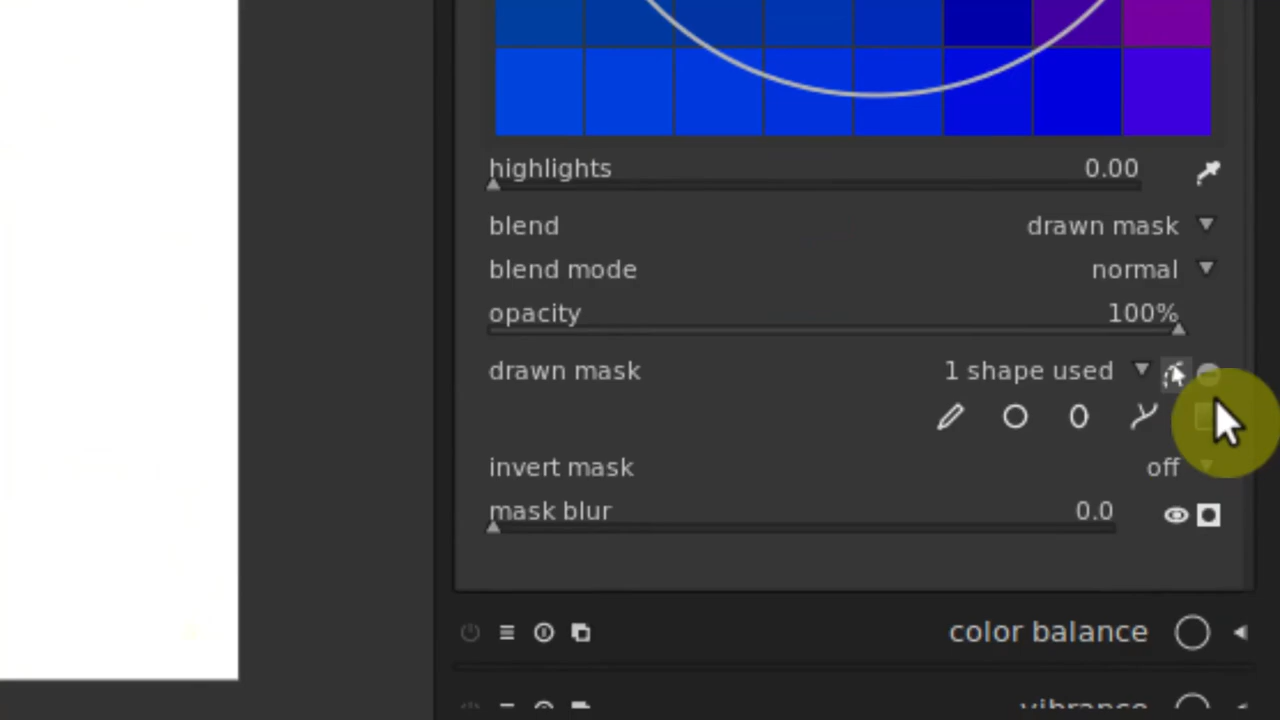 highlights 0.00
blend drawn mask
blend mode normal
opacity 100%
drawn mask 1 shape used
invert mask off
mask blur 0.0
color balance
vibrance